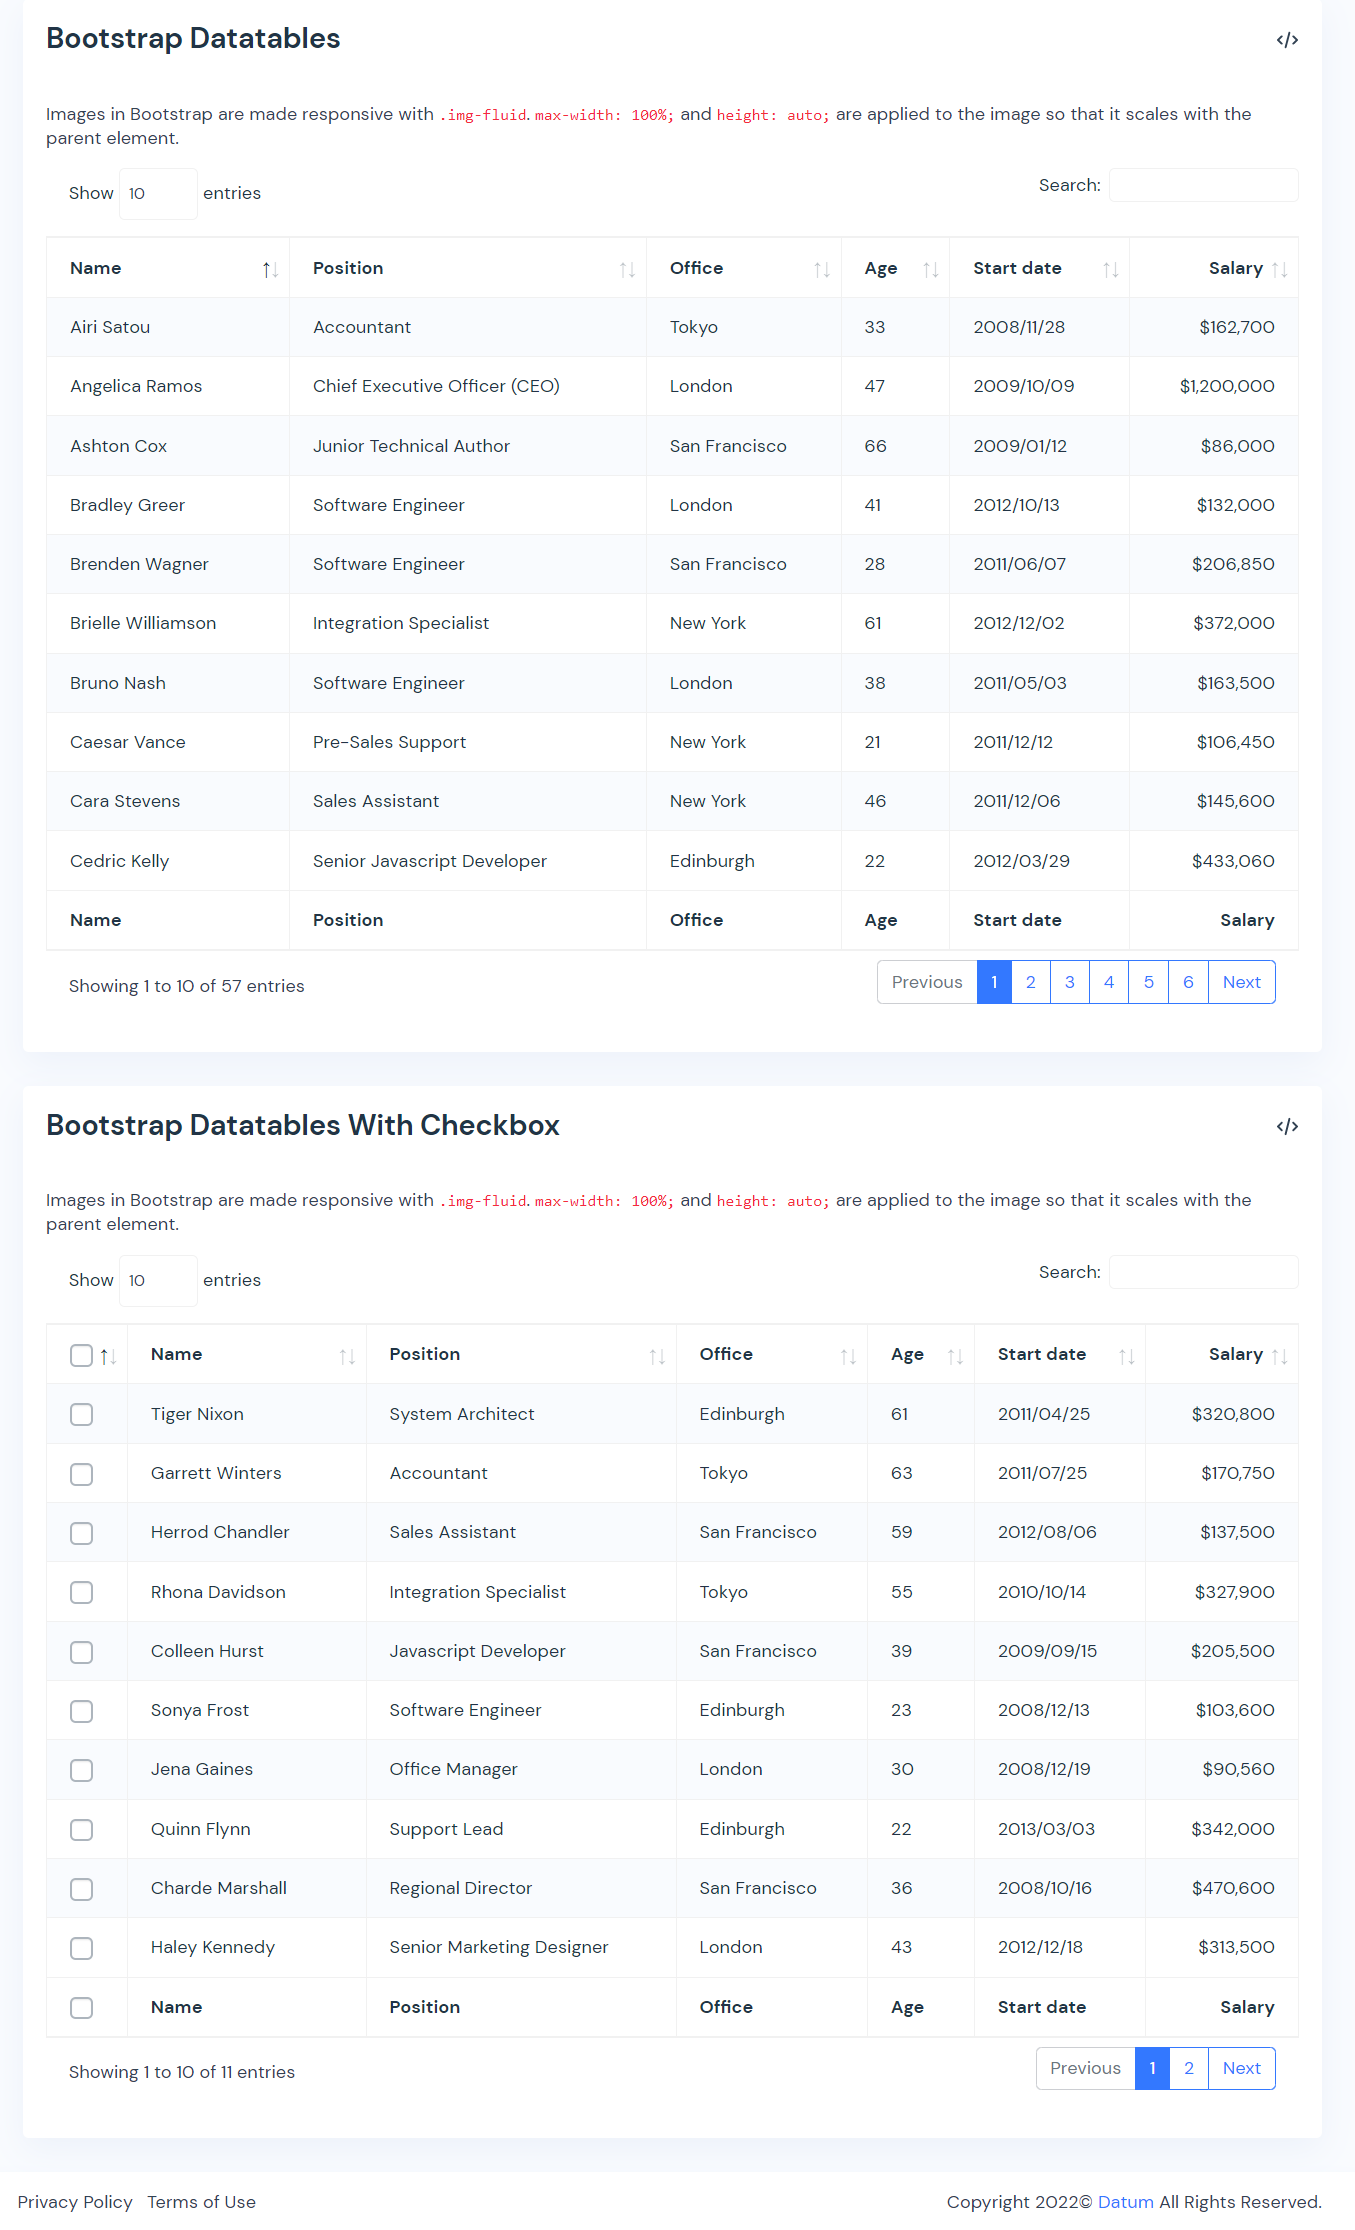 Bootstrap Datatables
</>
Images in Bootstrap are made responsive with .img-fluid. max-width: 100%; and height: auto; are applied to the image so that it scales with the
parent element.
Show 10 entries Search:
Name Position Office Age Start date Salary
Airi Satou Accountant Tokyo 33 2008/11/28 $162,700
Angelica Ramos Chief Executive Officer (CEO) London 47 2009/10/09 $1,200,000
Ashton Cox Junior Technical Author San Francisco 66 2009/01/12 $86,000
Bradley Greer Software Engineer London 41 2012/10/13 $132,000
Brenden Wagner Software Engineer San Francisco 28 2011/06/07 $206,850
Brielle Williamson Integration Specialist New York 61 2012/12/02 $372,000
Bruno Nash Software Engineer London 38 2011/05/03 $163,500
Caesar Vance Pre-Sales Support New York 21 2011/12/12 $106,450
Cara Stevens Sales Assistant New York 46 2011/12/06 $145,600
Cedric Kelly Senior Javascript Developer Edinburgh 22 2012/03/29 $433,060
Name Position Office Age Start date Salary
Showing 1 to 10 of 57 entries Previous 1 2 3 4 5 6 Next
Bootstrap Datatables With Checkbox
</>
Images in Bootstrap are made responsive with .img-fluid. max-width: 100%; and height: auto; are applied to the image so that it scales with the
parent element.
Show 10 entries Search:
Name Position Office Age Start date Salary
Tiger Nixon System Architect Edinburgh 61 2011/04/25 $320,800
Garrett Winters Accountant Tokyo 63 2011/07/25 $170,750
Herrod Chandler Sales Assistant San Francisco 59 2012/08/06 $137,500
Rhona Davidson Integration Specialist Tokyo 55 2010/10/14 $327,900
Colleen Hurst Javascript Developer San Francisco 39 2009/09/15 $205,500
Sonya Frost Software Engineer Edinburgh 23 2008/12/13 $103,600
Jena Gaines Office Manager London 30 2008/12/19 $90,560
Quinn Flynn Support Lead Edinburgh 22 2013/03/03 $342,000
Charde Marshall Regional Director San Francisco 36 2008/10/16 $470,600
Haley Kennedy Senior Marketing Designer London 43 2012/12/18 $313,500
Name Position Office Age Start date Salary
Showing 1 to 10 of 11 entries Previous 1 2 Next
Privacy Policy Terms of Use Copyright 2022© Datum All Rights Reserved.